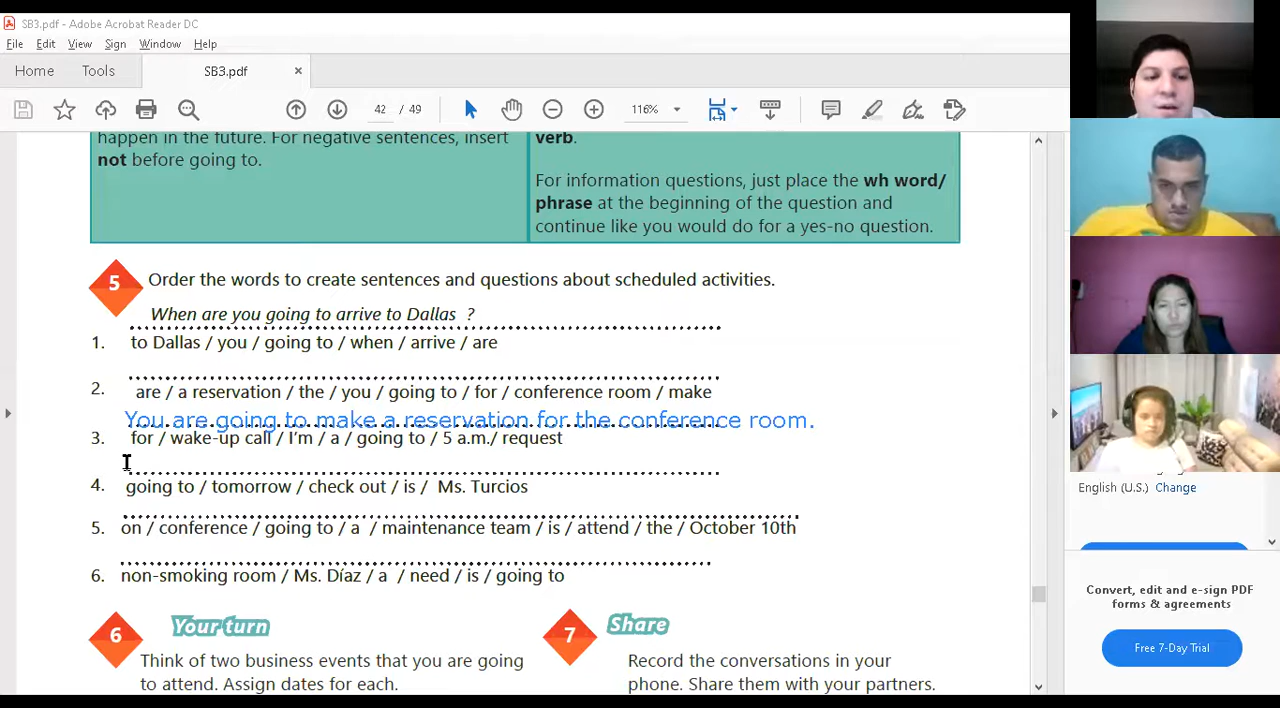 SB3.pdf - Adobe Acrobat Reader DC
File Edit View Sign Window Help
Home Tools SB3.pdf ×
42 / 49 116%
happen in the future. For negative sentences, insert
not before going to.
verb.
For information questions, just place the wh word/
phrase at the beginning of the question and
continue like you would do for a yes-no question.
5 Order the words to create sentences and questions about scheduled activities.
When are you going to arrive to Dallas ?
1. to Dallas / you / going to / when / arrive / are
2. are / a reservation / the / you / going to / for / conference room / make
You are going to make a reservation for the conference room.
3. for / wake-up call / I'm / a / going to / 5 a.m./ request
4. going to / tomorrow / check out / is / Ms. Turcios
5. on / conference / going to / a / maintenance team / is / attend / the / October 10th
6. non-smoking room / Ms. Díaz / a / need / is / going to
6 Your turn
Think of two business events that you are going
to attend. Assign dates for each.
7 Share
Record the conversations in your
phone. Share them with your partners.
English (U.S.) Change
Convert, edit and e-sign PDF
forms & agreements
Free 7-Day Trial